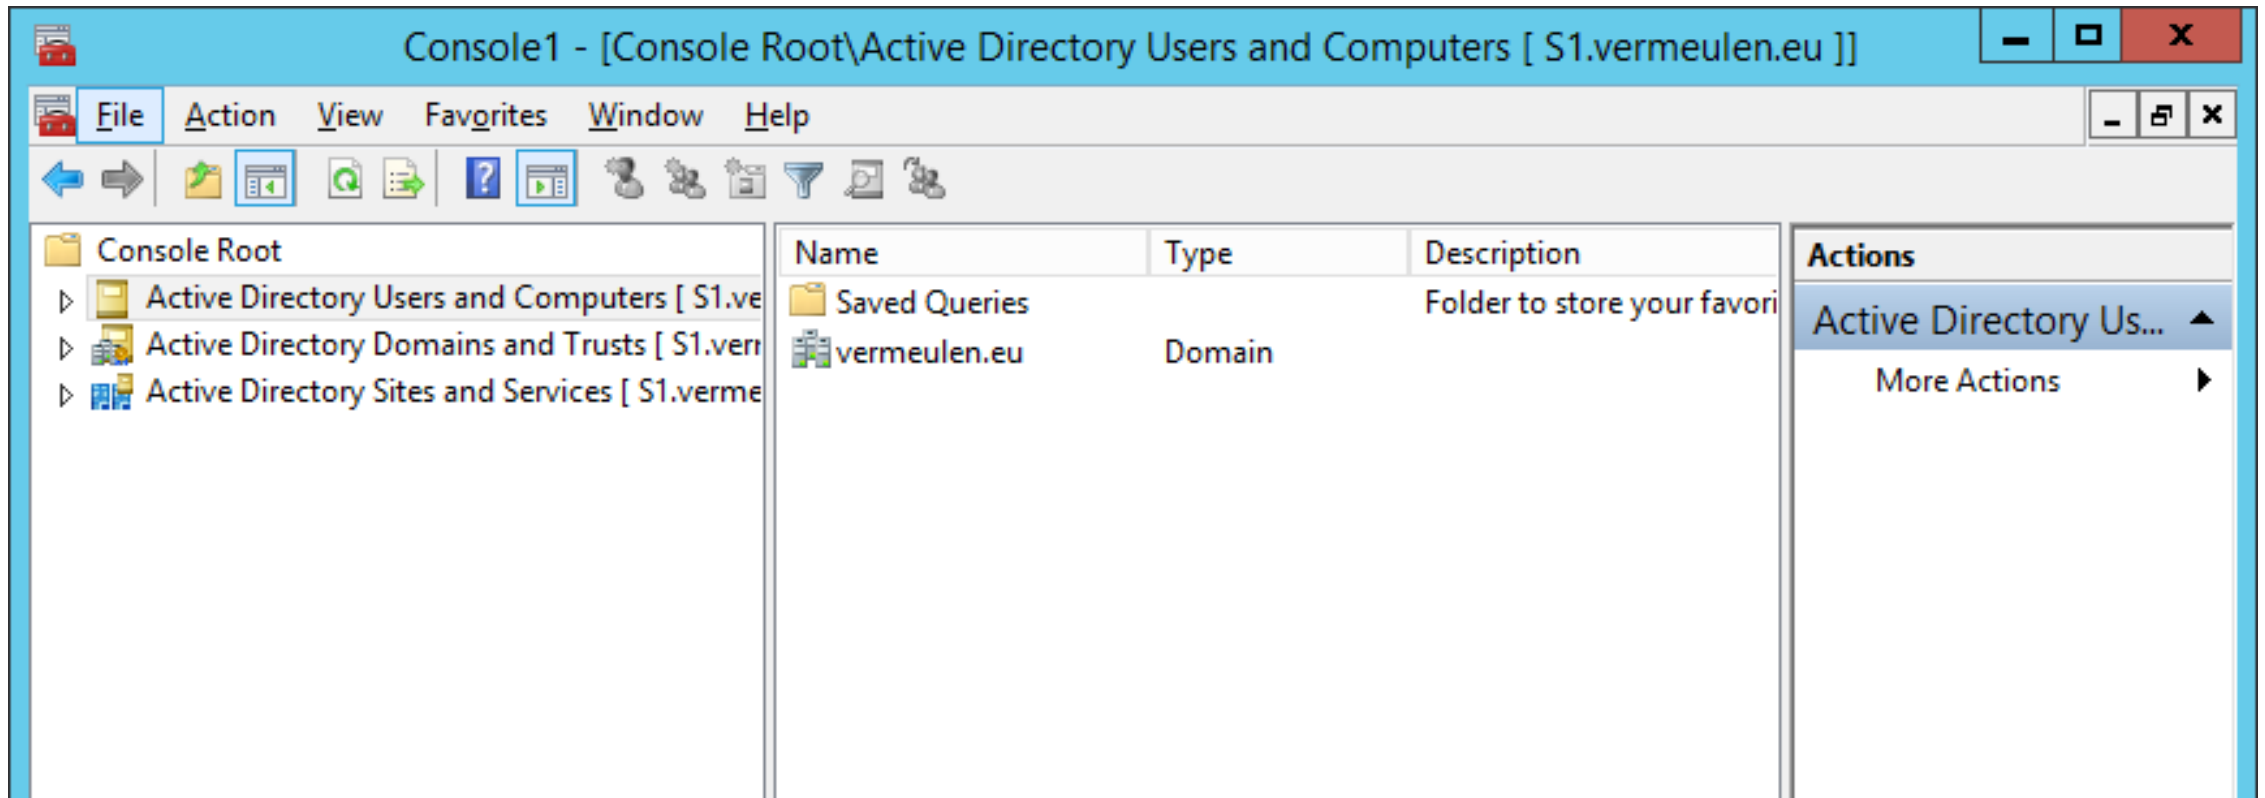 Console1 - [Console Root\Active Directory Users and Computers [ S1.vermeulen.eu ]]
File Action View Favorites Window Help
Console Root
Active Directory Users and Computers [ S1.ve
Active Directory Domains and Trusts [ S1.verr
Active Directory Sites and Services [ S1.verme
Name Type Description
Saved Queries Folder to store your favori
vermeulen.eu Domain
Actions
Active Directory Us...
More Actions